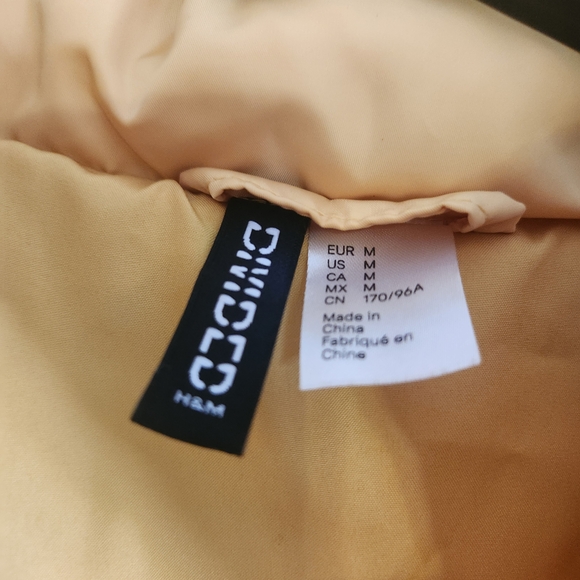 DIVIDED
H&M
EUR M
US M
CA M
MX M
CN 170/96A
Made in
China
Fabriqué en
Chine